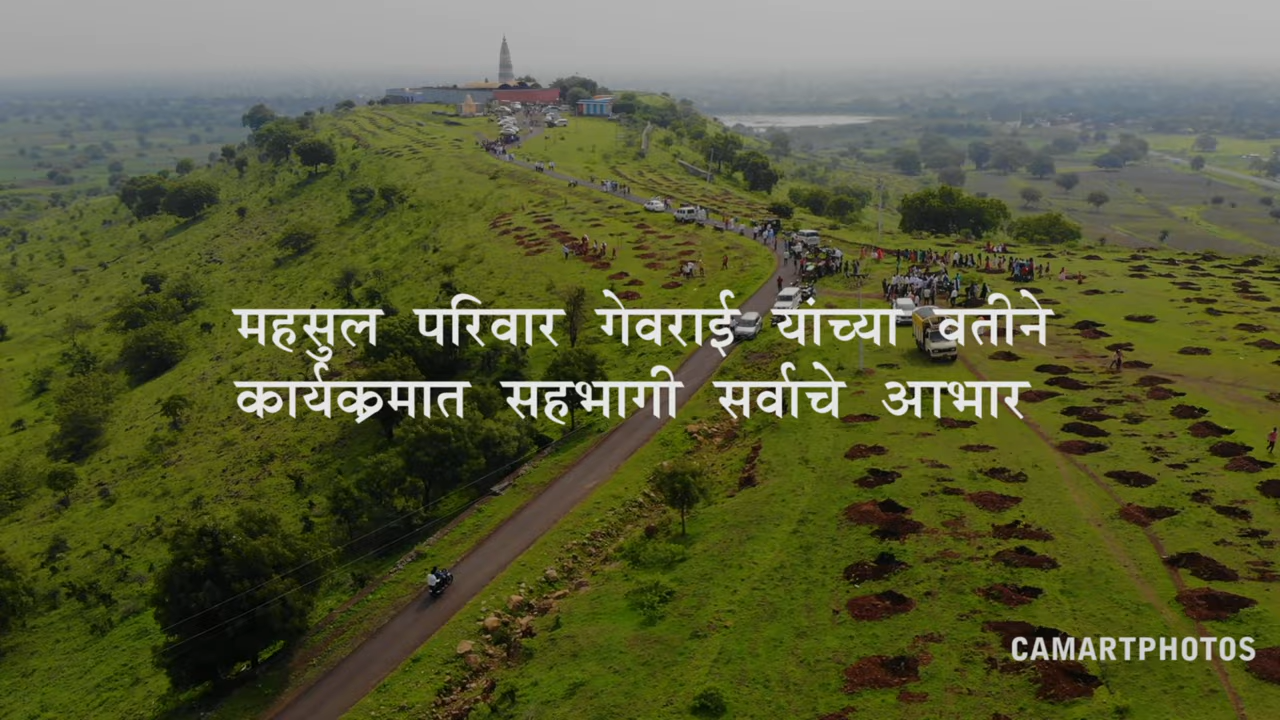 महसुल परिवार गेवराई यांच्या वतीने
कार्यक्रमात सहभागी सर्वाचे आभार
CAMARTPHOTOS